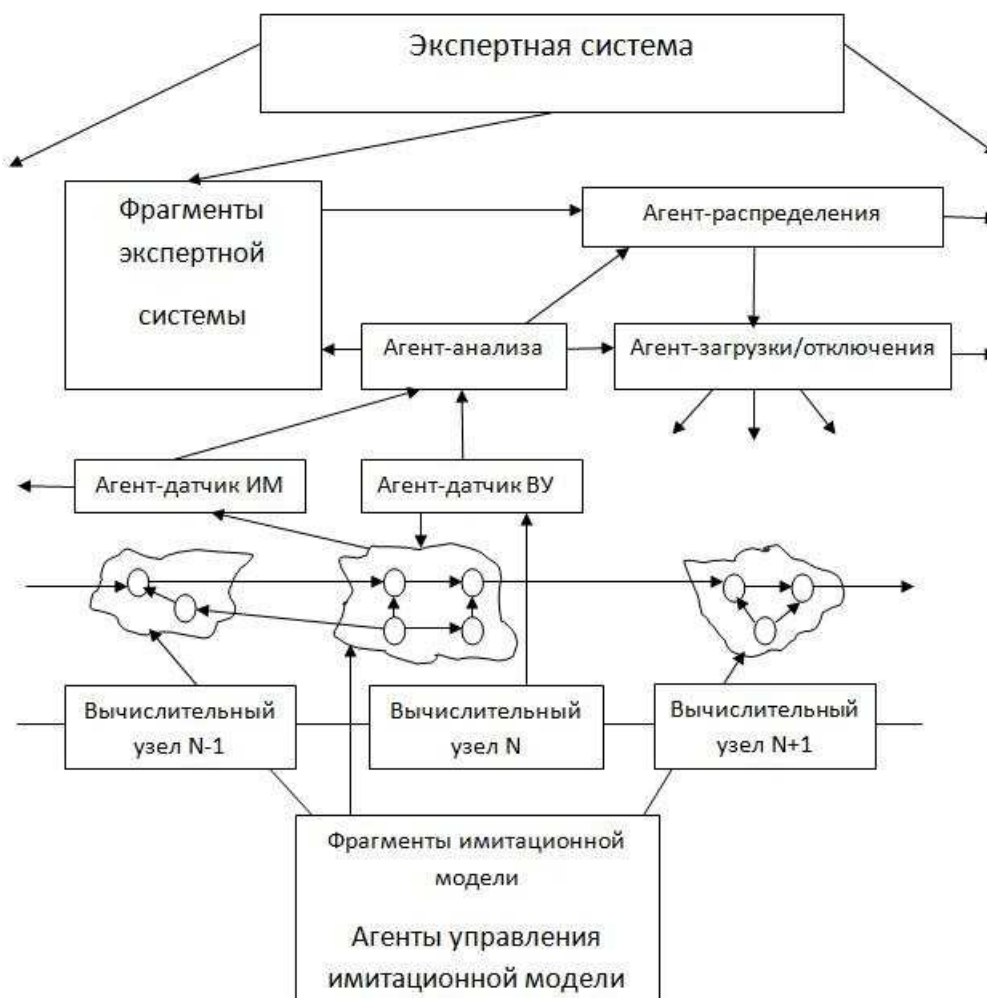 Экспертная система
Фрагменты
экспертной
системы
Агент-распределения
Агент-анализа
Агент-загрузки/отключения
Агент-датчик ИМ
Агент-датчик ВУ
Вычислительный
узел N-1
Вычислительный
узел N
Вычислительный
узел N+1
Фрагменты имитационной
модели
Агенты управления
имитационной модели